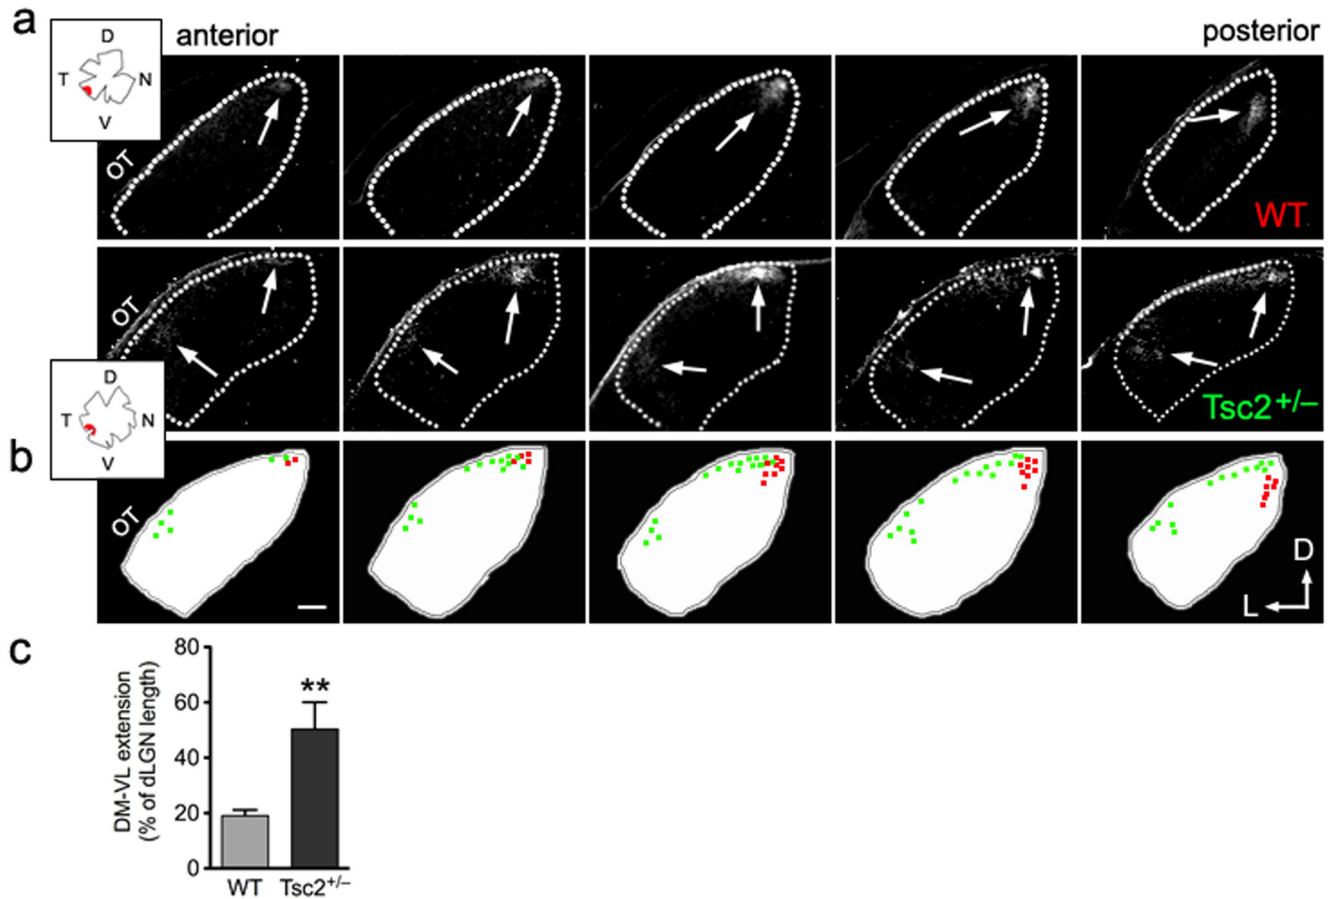 a
anterior
posterior
D
T
N
V
OT
WT
OT
Tsc2+/–
D
T
N
V
b
OT
D
L
c
80
60
40
20
0
DM-VL extension
(% of dLGN length)
**
WT
Tsc2+/–